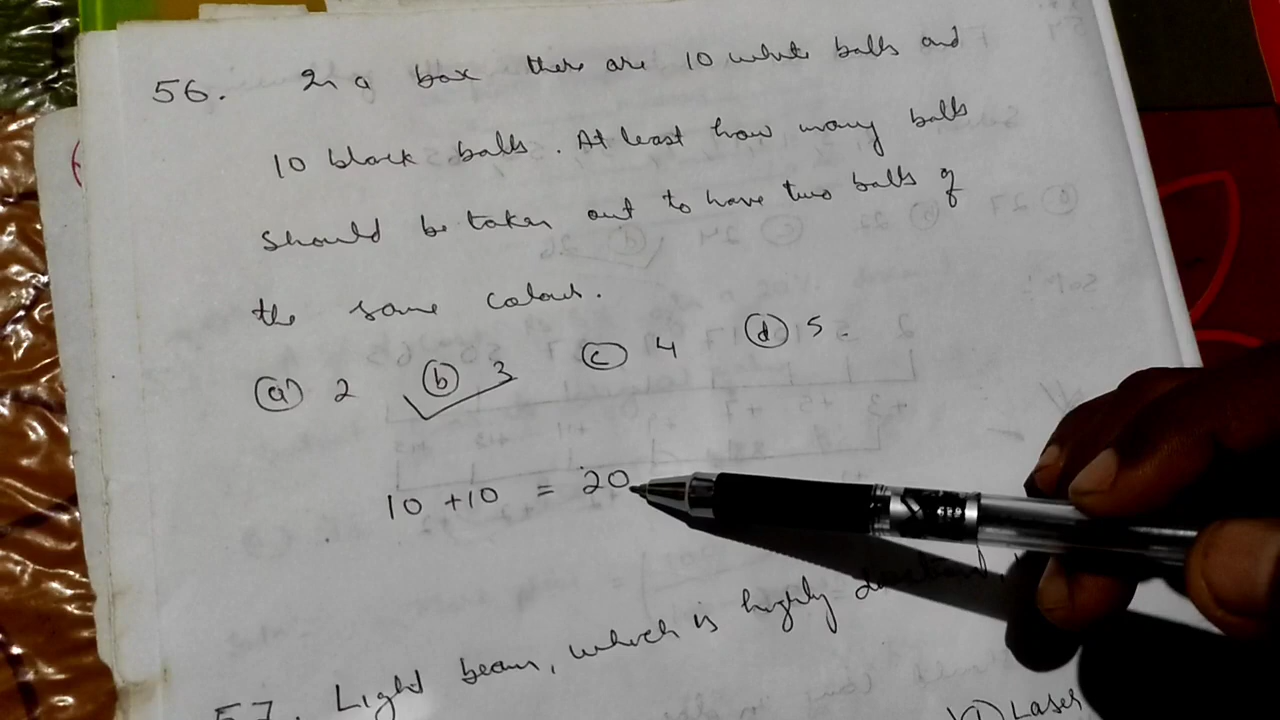 56. In a box there are 10 white balls and
10 black balls. At least how many balls
should be taken out to have two balls of
the same colour.
(a) 2 (b) 3 (c) 4 (d) 5.
10 + 10 = 20
57. Light beam, which is highly
(d) Laser